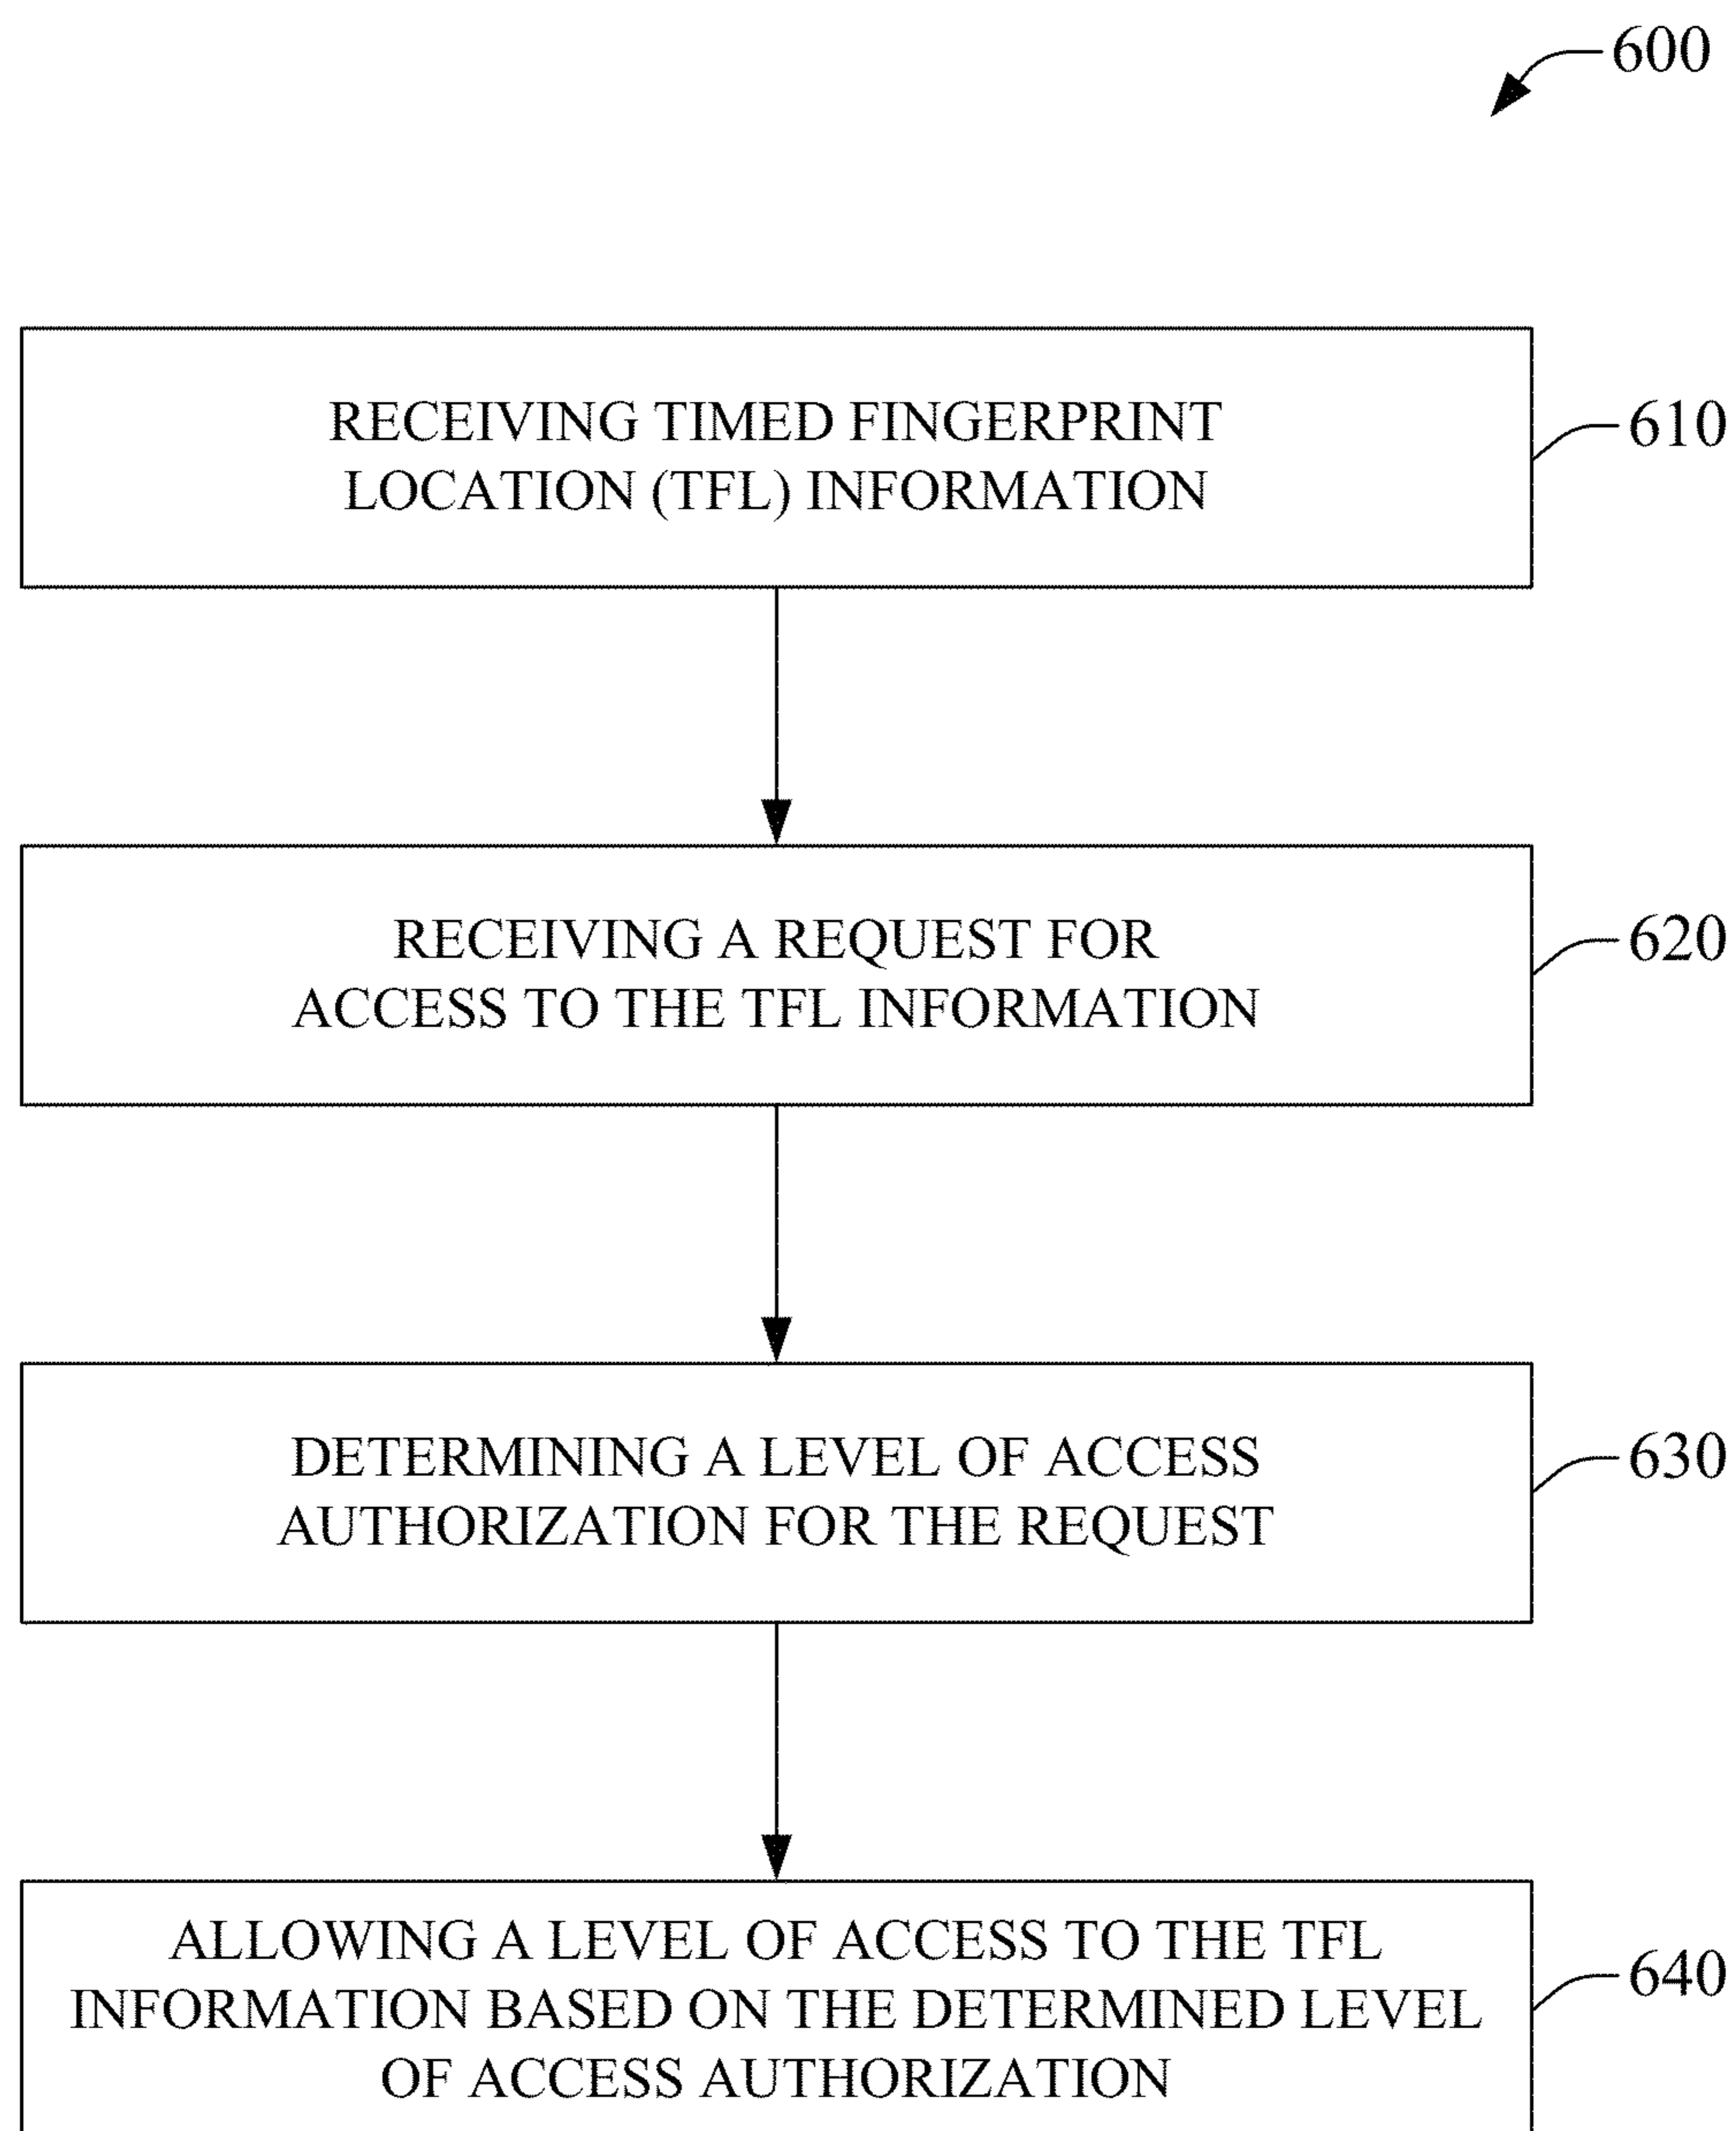 600
RECEIVING TIMED FINGERPRINT
LOCATION (TFL) INFORMATION
610
RECEIVING A REQUEST FOR
ACCESS TO THE TFL INFORMATION
620
DETERMINING A LEVEL OF ACCESS
AUTHORIZATION FOR THE REQUEST
630
ALLOWING A LEVEL OF ACCESS TO THE TFL
INFORMATION BASED ON THE DETERMINED LEVEL
OF ACCESS AUTHORIZATION
640